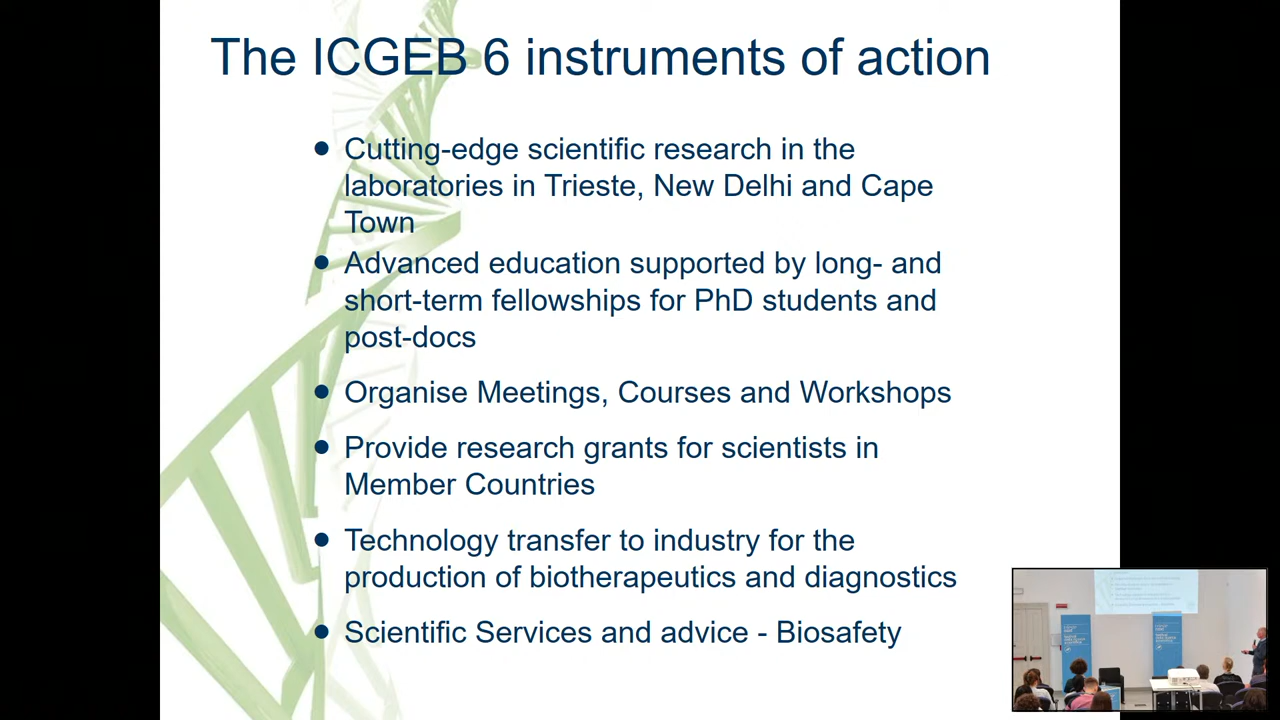 The ICGEB 6 instruments of action
● Cutting-edge scientific research in the
laboratories in Trieste, New Delhi and Cape
Town
● Advanced education supported by long- and
short-term fellowships for PhD students and
post-docs
● Organise Meetings, Courses and Workshops
● Provide research grants for scientists in
Member Countries
● Technology transfer to industry for the
production of biotherapeutics and diagnostics
● Scientific Services and advice - Biosafety